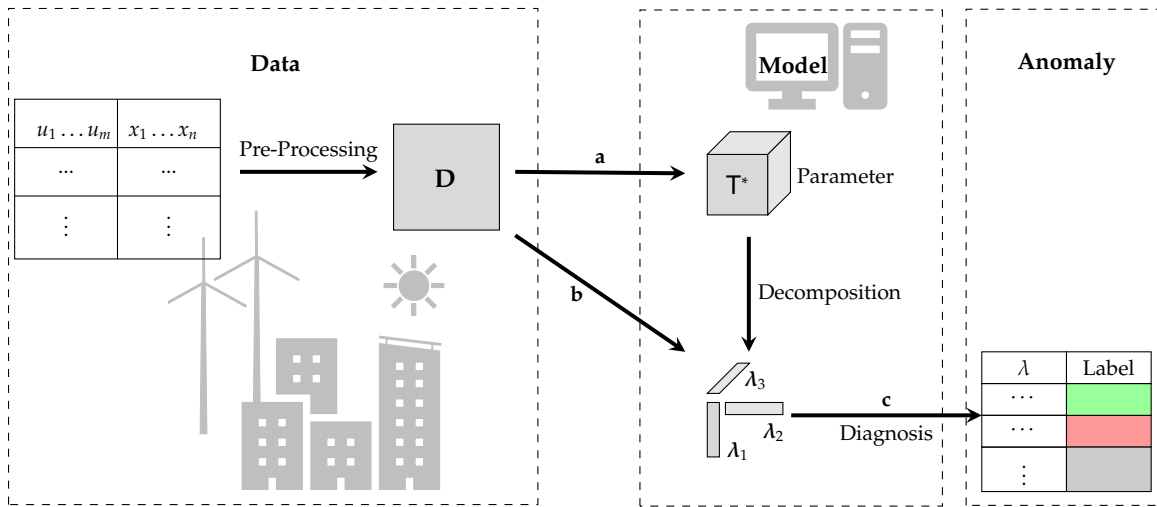 Data
Model
Anomaly
u₁ … uₘ x₁ … xₙ
... ...
⋮ ⋮
Pre-Processing
D
a
T* Parameter
b
Decomposition
λ₃
λ₂
λ₁
c
Diagnosis
λ Label
⋯
⋯
⋮